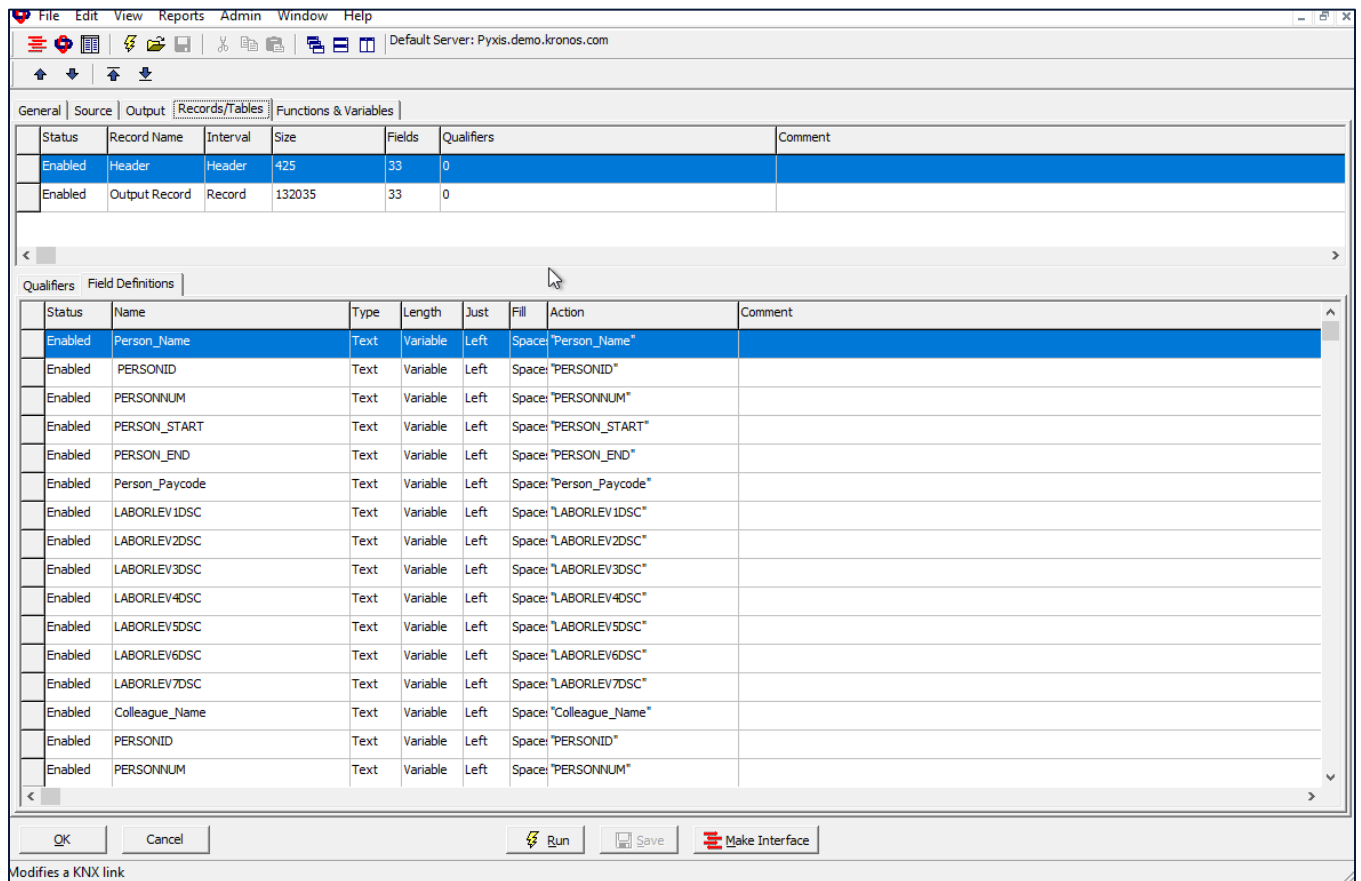 File Edit View Reports Admin Window Help
Default Server: Pyxis.demo.kronos.com
General Source Output Records/Tables Functions & Variables
Status Record Name Interval Size Fields Qualifiers Comment
Enabled Header Header 425 33 0
Enabled Output Record Record 132035 33 0
Qualifiers Field Definitions
Status Name Type Length Just Fill Action Comment
Enabled Person_Name Text Variable Left Space: "Person_Name"
Enabled PERSONID Text Variable Left Space: "PERSONID"
Enabled PERSONNUM Text Variable Left Space: "PERSONNUM"
Enabled PERSON_START Text Variable Left Space: "PERSON_START"
Enabled PERSON_END Text Variable Left Space: "PERSON_END"
Enabled Person_Paycode Text Variable Left Space: "Person_Paycode"
Enabled LABORLEV1DSC Text Variable Left Space: "LABORLEV1DSC"
Enabled LABORLEV2DSC Text Variable Left Space: "LABORLEV2DSC"
Enabled LABORLEV3DSC Text Variable Left Space: "LABORLEV3DSC"
Enabled LABORLEV4DSC Text Variable Left Space: "LABORLEV4DSC"
Enabled LABORLEV5DSC Text Variable Left Space: "LABORLEV5DSC"
Enabled LABORLEV6DSC Text Variable Left Space: "LABORLEV6DSC"
Enabled LABORLEV7DSC Text Variable Left Space: "LABORLEV7DSC"
Enabled Colleague_Name Text Variable Left Space: "Colleague_Name"
Enabled PERSONID Text Variable Left Space: "PERSONID"
Enabled PERSONNUM Text Variable Left Space: "PERSONNUM"
OK Cancel Run Save Make Interface
Modifies a KNX link